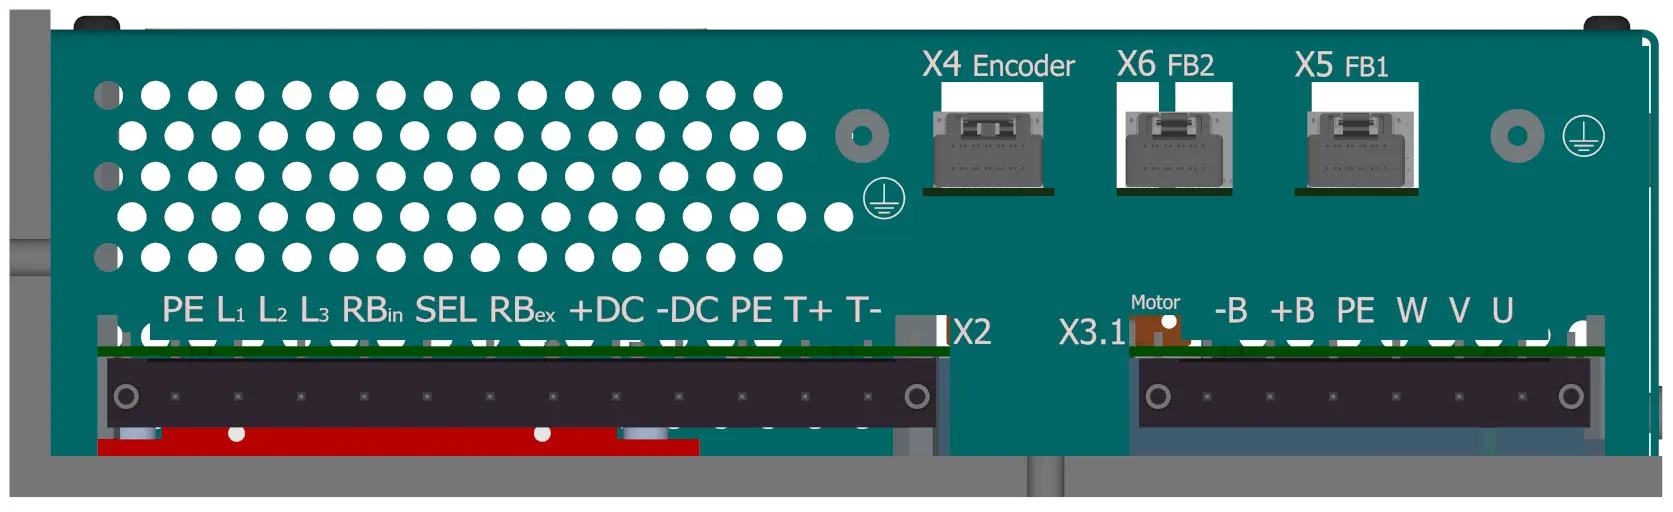 X4 Encoder X6 FB2 X5 FB1
PE L1 L2 L3 RBin SEL RBex +DC -DC PE T+ T- X2
Motor
X3.1 -B +B PE W V U